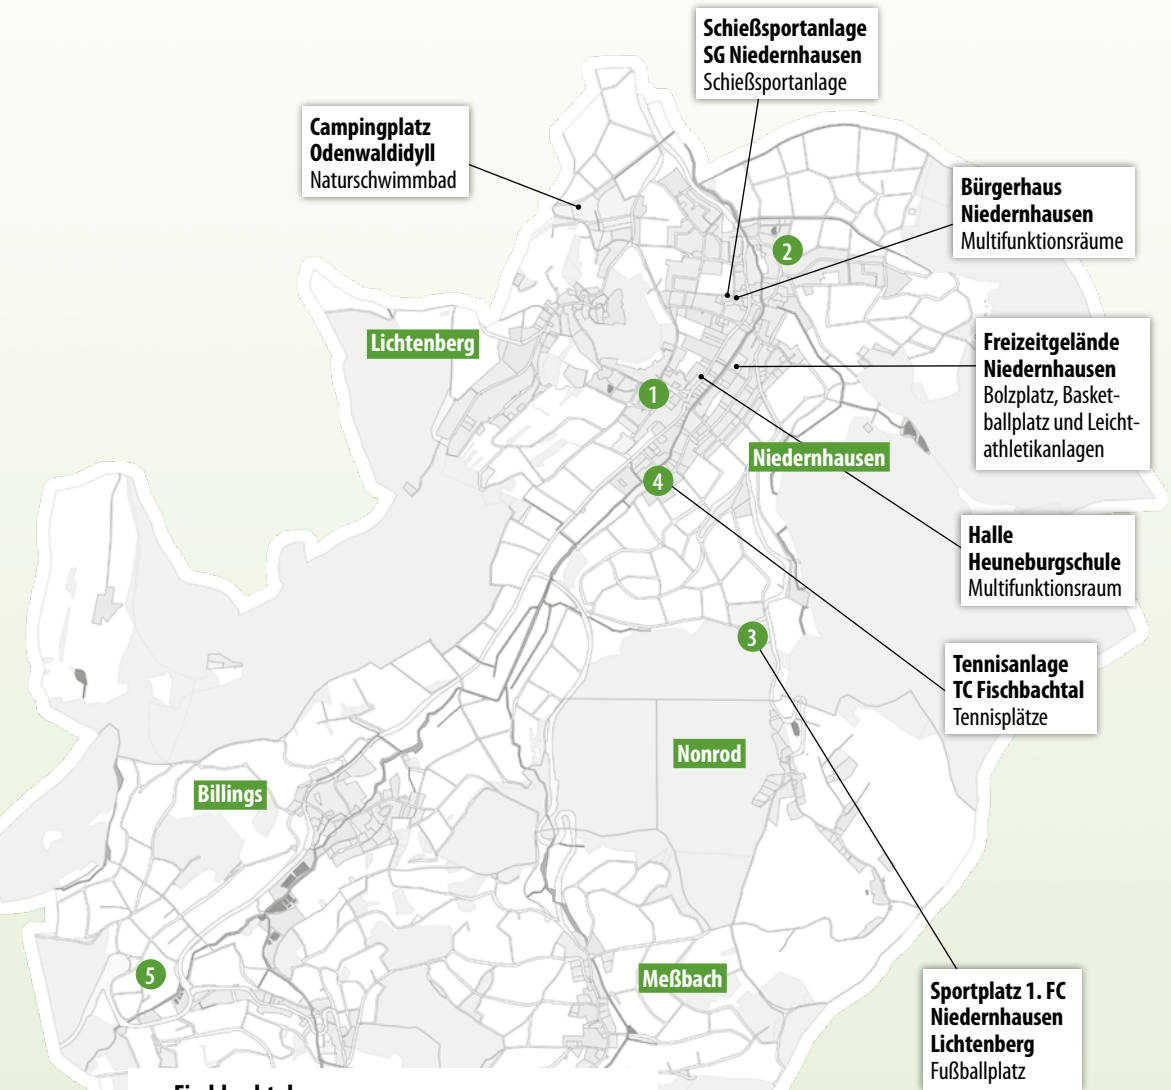 Schießsportanlage
SG Niedernhausen
Schießsportanlage
Campingplatz
Odenwaldidyll
Naturschwimmbad
Bürgerhaus
Niedernhausen
Multifunktionsräume
2
Lichtenberg
Freizeitgelände
Niedernhausen
Bolzplatz, Basket-
ballplatz und Leicht-
athletikanlagen
1
Niedernhausen
4
Halle
Heuneburgschule
Multifunktionsraum
3
Tennisanlage
TC Fischbachtal
Tennisplätze
Nonrod
Billings
5
Meßbach
Sportplatz 1. FC
Niedernhausen
Lichtenberg
Fußballplatz